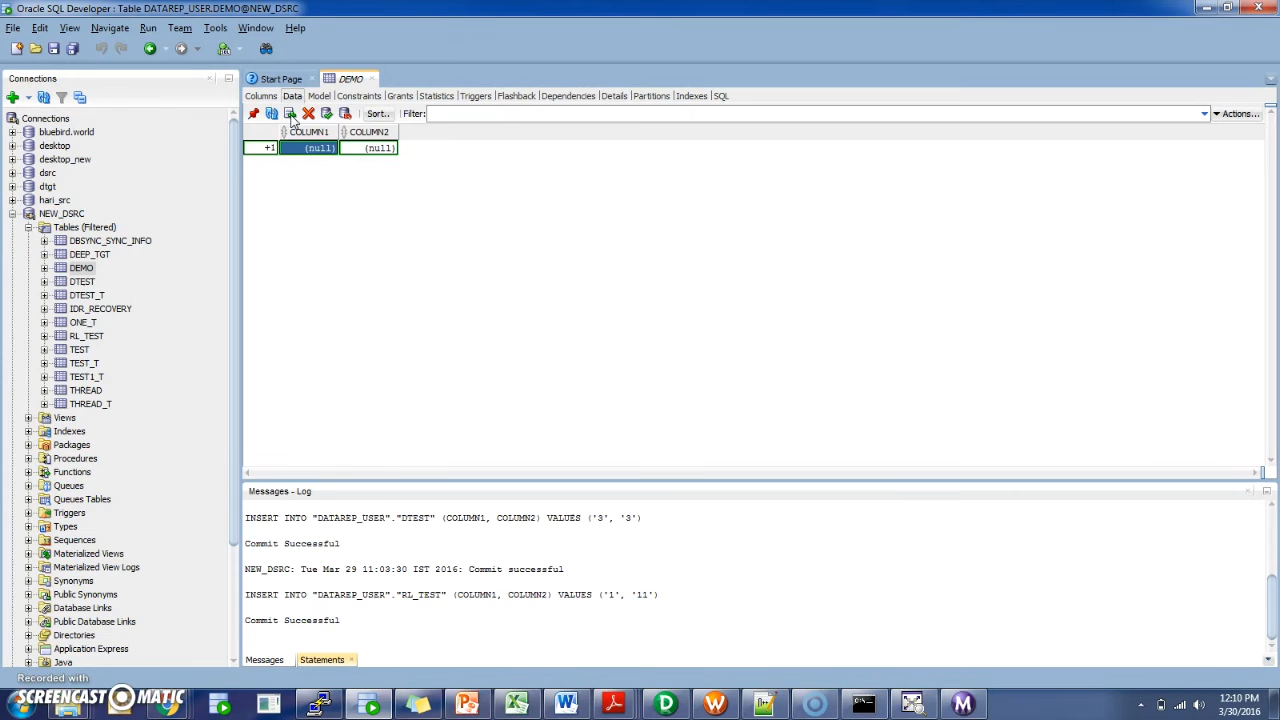 Oracle SQL Developer : Table DATAREP_USER.DEMO@NEW_DSRC
File Edit View Navigate Run Team Tools Window Help
Connections
Start Page DEMO
Columns Data Model Constraints Grants Statistics Triggers Flashback Dependencies Details Partitions Indexes SQL
Sort.. Filter: Actions...
COLUMN1 COLUMN2
+1 (null) (null)
Connections
bluebird.world
desktop
desktop_new
dsrc
dtgt
hari_src
NEW_DSRC
Tables (Filtered)
DBSYNC_SYNC_INFO
DEEP_TGT
DEMO
DTEST
DTEST_T
IDR_RECOVERY
ONE_T
RL_TEST
TEST
TEST_T
TEST1_T
THREAD
THREAD_T
Views
Indexes
Packages
Procedures
Functions
Queues
Queues Tables
Triggers
Types
Sequences
Materialized Views
Materialized View Logs
Synonyms
Public Synonyms
Database Links
Public Database Links
Directories
Application Express
Java
Messages - Log
INSERT INTO "DATAREP_USER"."DTEST" (COLUMN1, COLUMN2) VALUES ('3', '3')
Commit Successful
NEW_DSRC: Tue Mar 29 11:03:30 IST 2016: Commit successful
INSERT INTO "DATAREP_USER"."RL_TEST" (COLUMN1, COLUMN2) VALUES ('1', '11')
Commit Successful
Messages Statements
Recorded with
SCREENCAST MATIC
12:10 PM
3/30/2016